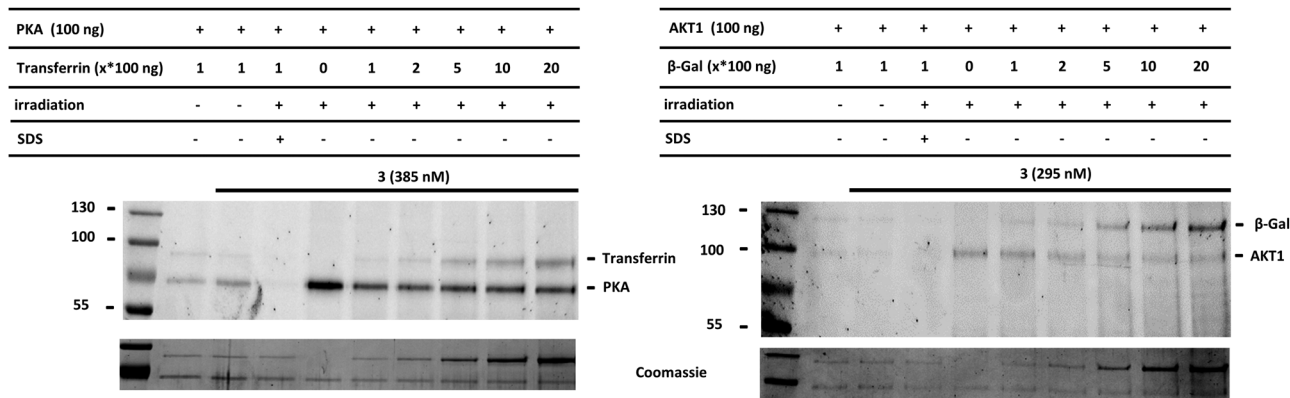 PKA (100 ng) + + + + + + + + +
Transferrin (x*100 ng) 1 1 1 0 1 2 5 10 20
irradiation - - + + + + + + +
SDS - - + - - - - - -
3 (385 nM)
130 -
100 -
55 -
- Transferrin
- PKA
AKT1 (100 ng) + + + + + + + + +
β-Gal (x*100 ng) 1 1 1 0 1 2 5 10 20
irradiation - - + + + + + + +
SDS - - + - - - - - -
3 (295 nM)
130 -
100 -
55 -
- β-Gal
- AKT1
Coomassie